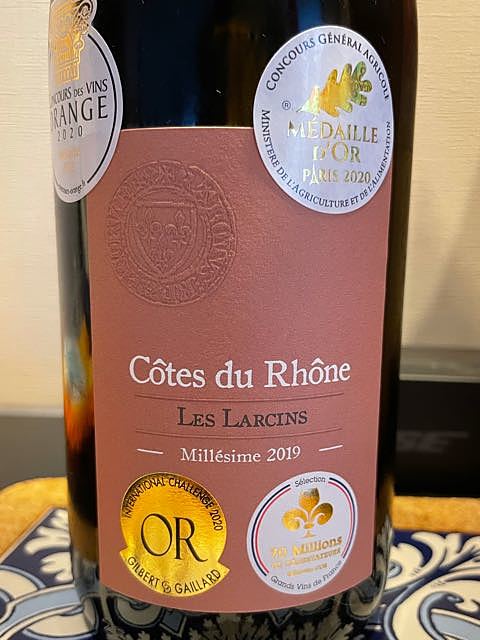 CONCOURS DES VINS
ORANGE
2020
CONCOURS GÉNÉRAL AGRICOLE
®
MÉDAILLE
D'OR
PARIS 2020
MINISTERE DE L'AGRICULTURE ET DE L'ALIMENTATION
Côtes du Rhône
LES LARCINS
Millésime 2019
INTERNATIONAL CHALLENGE 2020
OR
GILBERT & GAILLARD
Sélection
Millions
Grands Vins de France